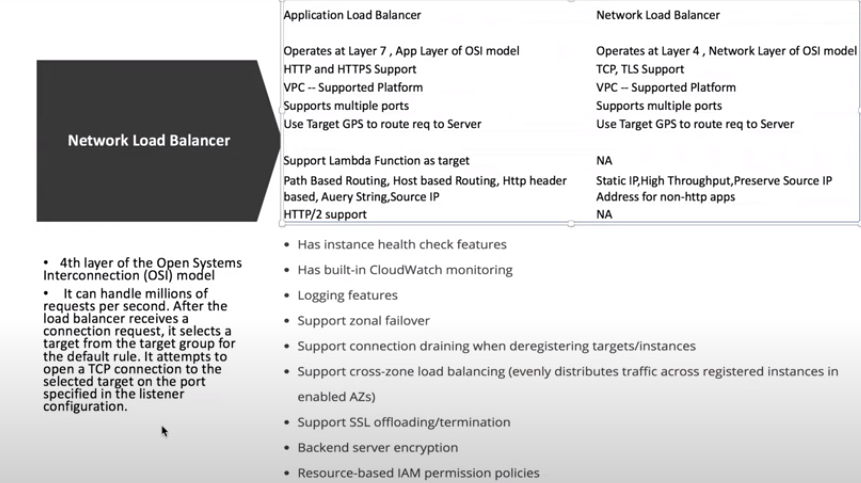 Application Load Balancer    Network Load Balancer
Operates at Layer 7 , App Layer of OSI model    Operates at Layer 4 , Network Layer of OSI model
HTTP and HTTPS Support    TCP, TLS Support
VPC -- Supported Platform    VPC -- Supported Platform
Supports multiple ports    Supports multiple ports
Use Target GPS to route req to Server    Use Target GPS to route req to Server
Support Lambda Function as target    NA
Path Based Routing, Host based Routing, Http header    Static IP,High Throughput,Preserve Source IP
based, Auery String,Source IP    Address for non-http apps
HTTP/2 support    NA
Network Load Balancer
• 4th layer of the Open Systems
Interconnection (OSI) model
• It can handle millions of
requests per second. After the
load balancer receives a
connection request, it selects a
target from the target group for
the default rule. It attempts to
open a TCP connection to the
selected target on the port
specified in the listener
configuration.
• Has instance health check features
• Has built-in CloudWatch monitoring
• Logging features
• Support zonal failover
• Support connection draining when deregistering targets/instances
• Support cross-zone load balancing (evenly distributes traffic across registered instances in
enabled AZs)
• Support SSL offloading/termination
• Backend server encryption
• Resource-based IAM permission policies